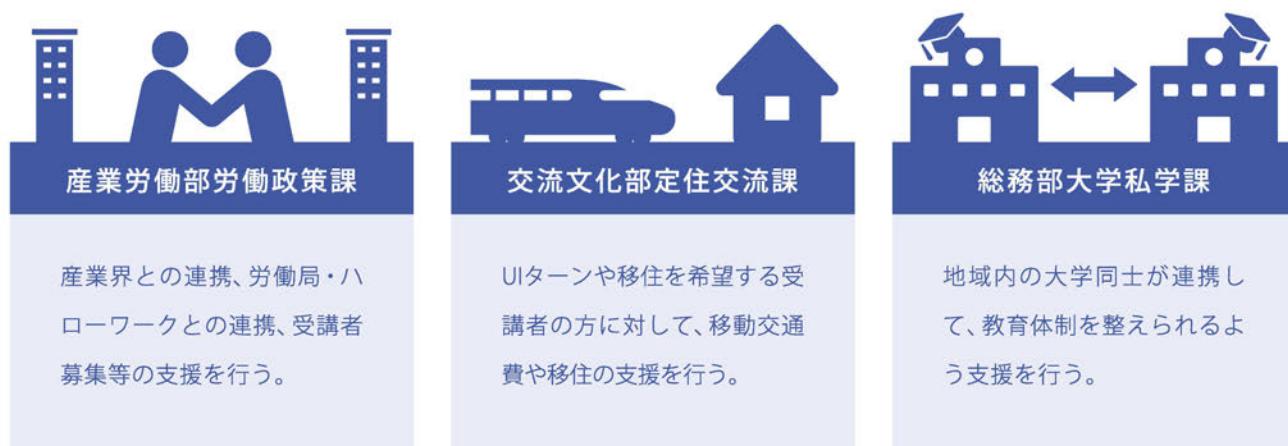 産業労働部労働政策課
産業界との連携、労働局・ハ
ローワークとの連携、受講者
募集等の支援を行う。
交流文化部定住交流課
UIターンや移住を希望する受
講者の方に対して、移動交通
費や移住の支援を行う。
総務部大学私学課
地域内の大学同士が連携し
て、教育体制を整えられるよ
う支援を行う。